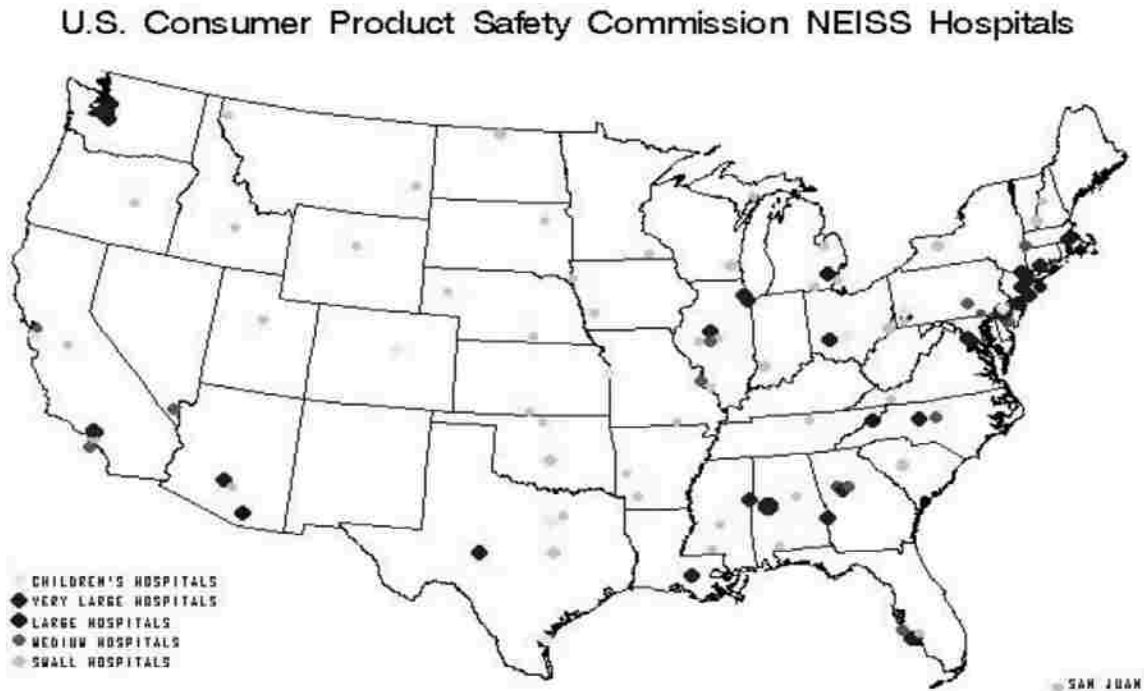 U.S. Consumer Product Safety Commission NEISS Hospitals
CHILDREN'S HOSPITALS
VERY LARGE HOSPITALS
LARGE HOSPITALS
MEDIUM HOSPITALS
SMALL HOSPITALS
SAN JUAN